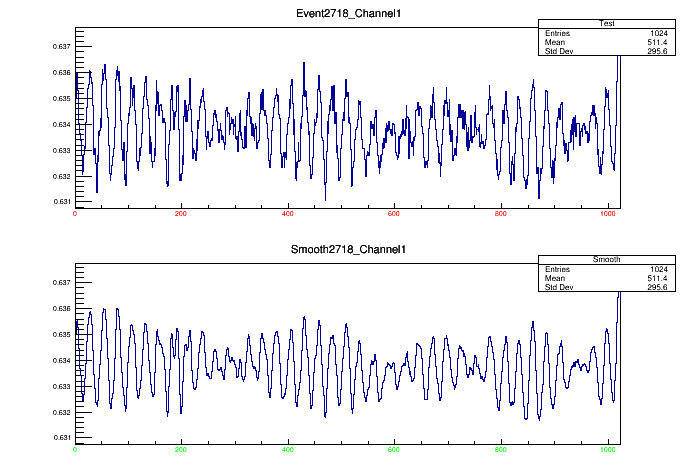 Event2718_Channel1
Test
Entries 1024
Mean 511.4
Std Dev 295.6
0.637
0.636
0.635
0.634
0.633
0.632
0.631
0 200 400 600 800 1000
Smooth2718_Channel1
Smooth
Entries 1024
Mean 511.4
Std Dev 295.6
0.637
0.636
0.635
0.634
0.633
0.632
0.631
0 200 400 600 800 1000